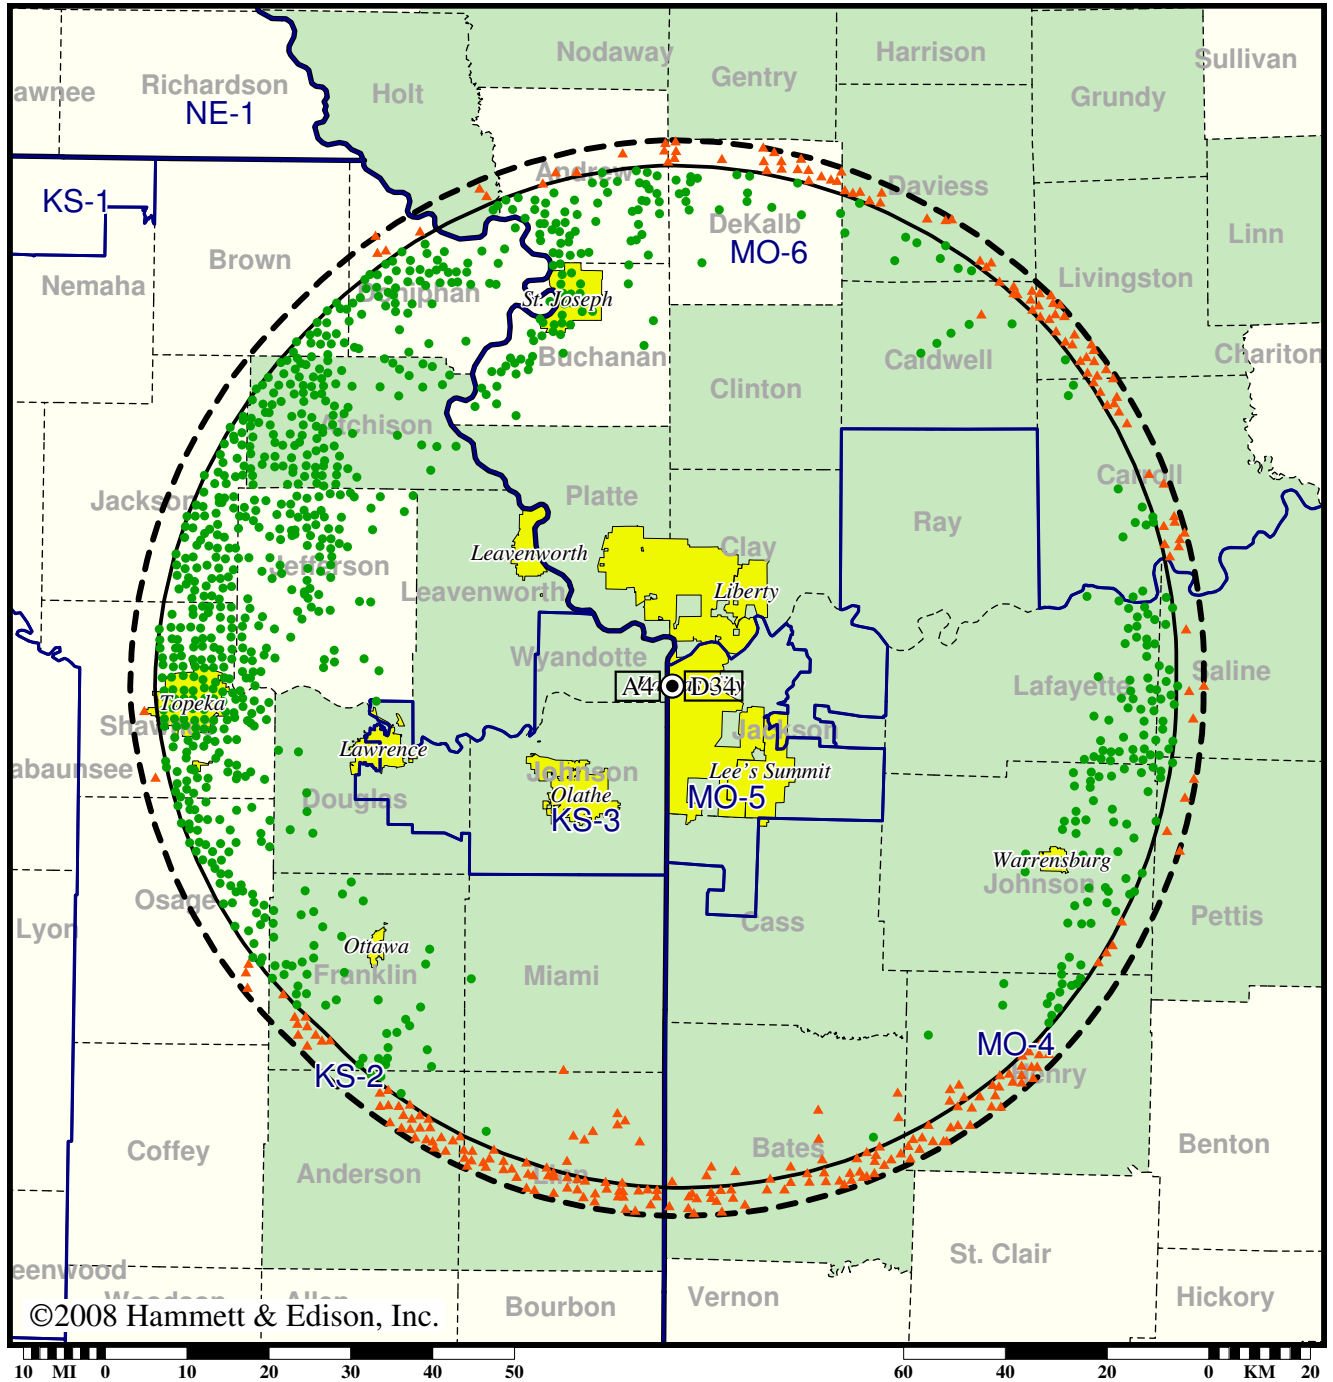 Nodaway
Harrison
Sullivan
Gentry
awnee
Richardson
Holt
Grundy
NE-1
Andrew
Daviess
KS-1
DeKalb
Linn
MO-6
Brown
Livingston
Nemaha
Doniphan
St. Joseph
Buchanan
Chariton
Caldwell
Clinton
Atchison
Carroll
Jackson
Platte
Ray
Clay
Leavenworth
Jefferson
Leavenworth
Liberty
Wyandotte
Saline
Lafayette
A D34
Topeka
Shawnee
Jackson
Lawrence
abaunsee
Johnson
Lee's Summit
Olathe
MO-5
Douglas
KS-3
Warrensburg
Johnson
Osage
Pettis
Cass
Lyon
Ottawa
Franklin
Miami
MO-4
KS-2
Henry
Benton
Coffey
Bates
Anderson
Linn
St. Clair
eenwood
Woodson
Allen
Vernon
Hickory
Bourbon
©2008 Hammett & Edison, Inc.
10 MI 0 10 20 30 40 50 60 40 20 0 KM 20